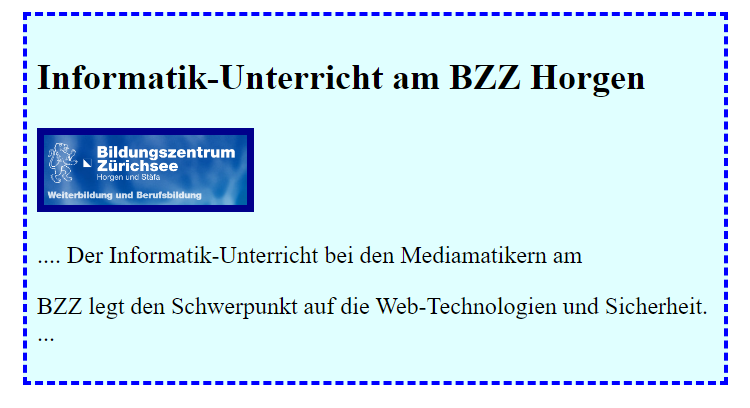 Informatik-Unterricht am BZZ Horgen
Bildungszentrum
Zürichsee
Horgen und Stäfa
Weiterbildung und Berufsbildung
.... Der Informatik-Unterricht bei den Mediamatikern am
BZZ legt den Schwerpunkt auf die Web-Technologien und Sicherheit.
...